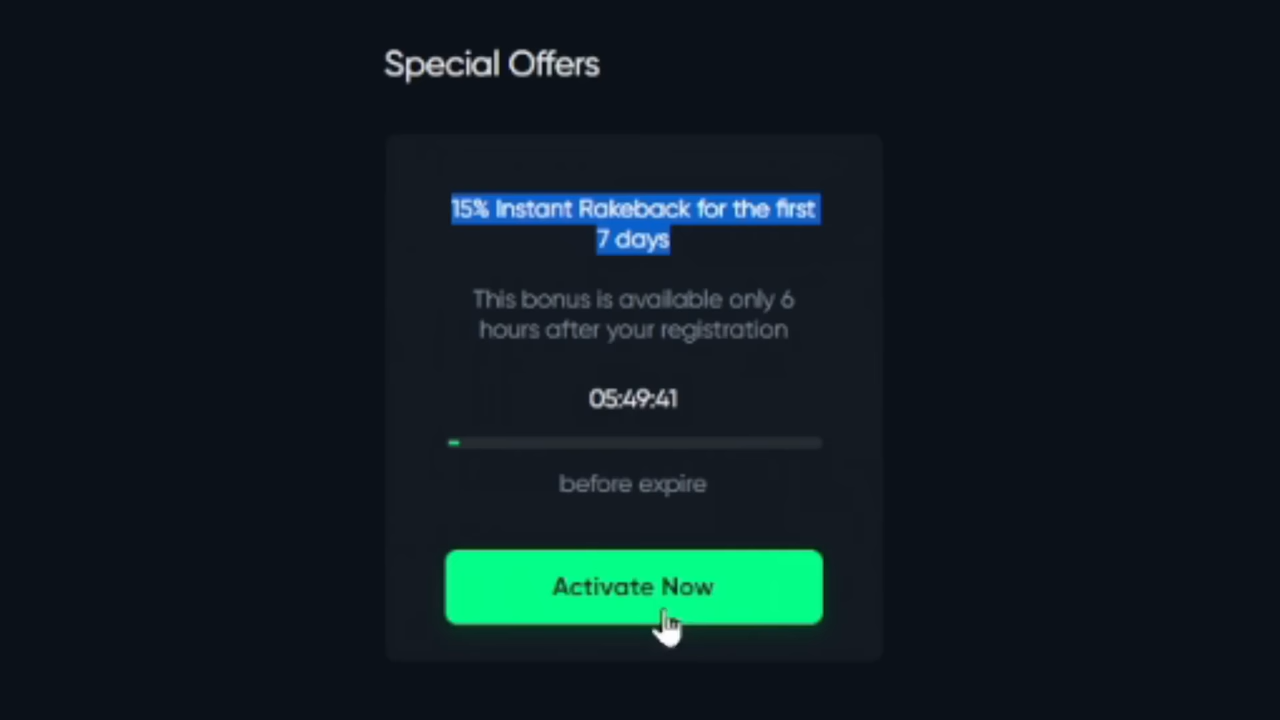 Special Offers
15% Instant Rakeback for the first
7 days
This bonus is available only 6
hours after your registration
05:49:41
before expire
Activate Now